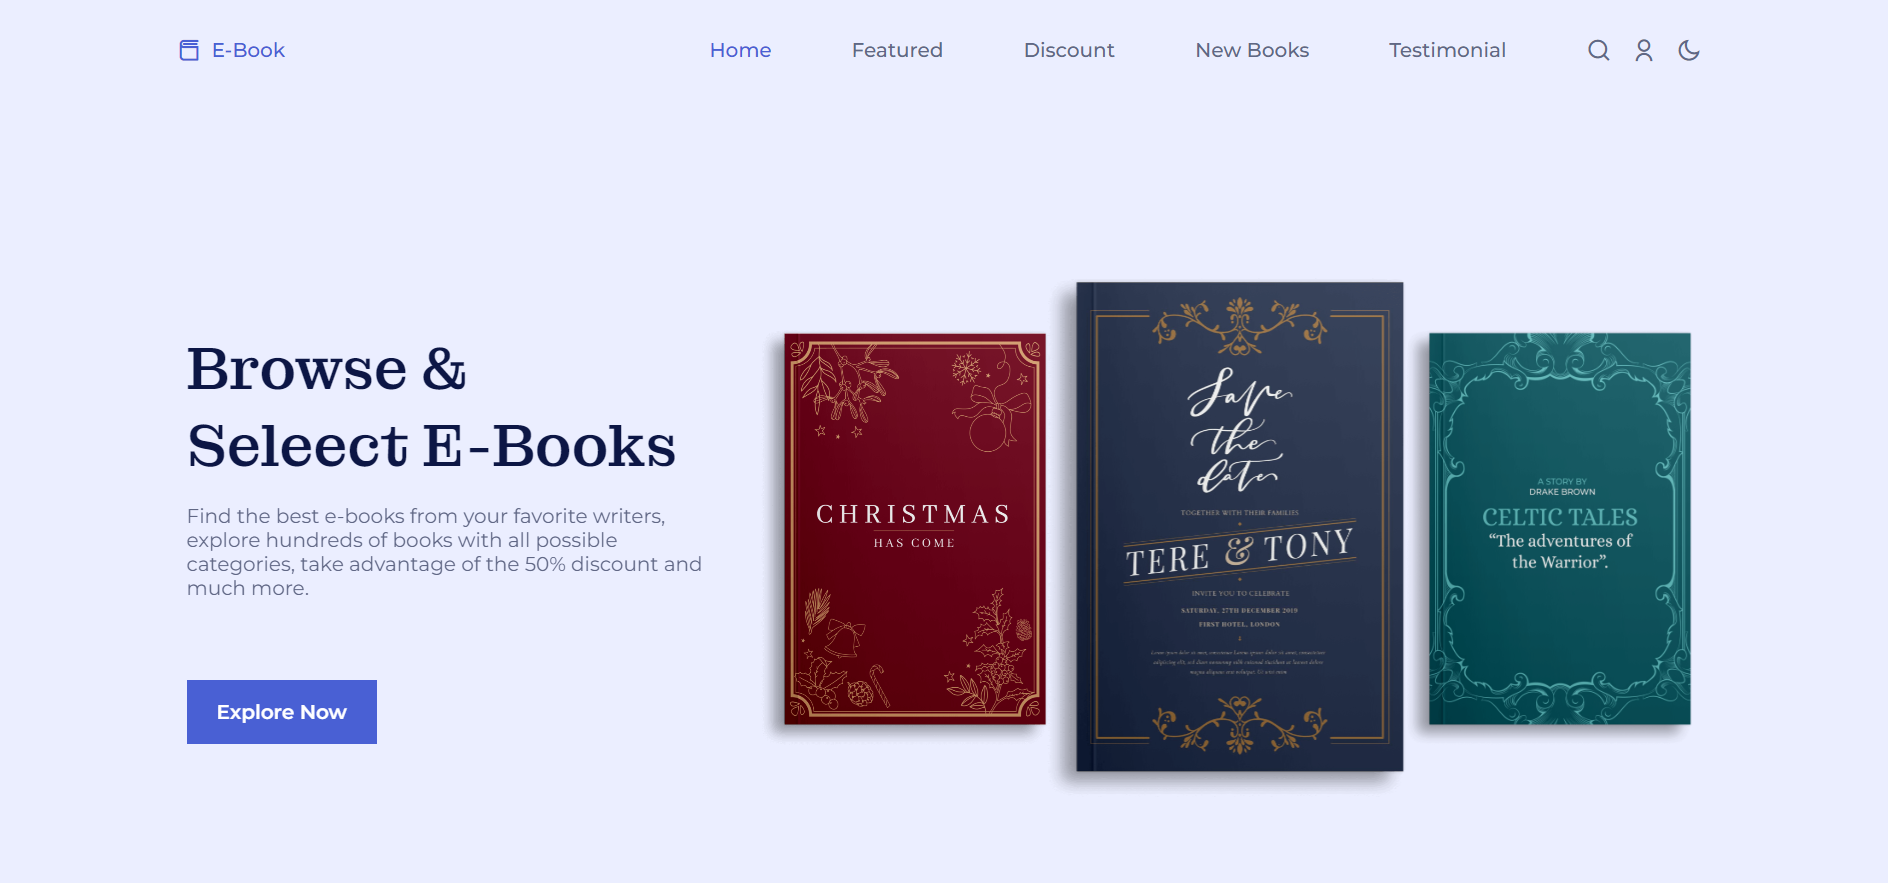 E-Book
Home
Featured
Discount
New Books
Testimonial
Browse &
Seleect E-Books
Find the best e-books from your favorite writers,
explore hundreds of books with all possible
categories, take advantage of the 50% discount and
much more.
Explore Now
CHRISTMAS
HAS COME
Save
the
date
TOGETHER WITH THEIR FAMILIES
TERE & TONY
INVITE YOU TO CELEBRATE
SATURDAY, 27TH DECEMBER 2019
FIRST HOTEL, LONDON
A STORY BY
DRAKE BROWN
CELTIC TALES
“The adventures of
the Warrior”.